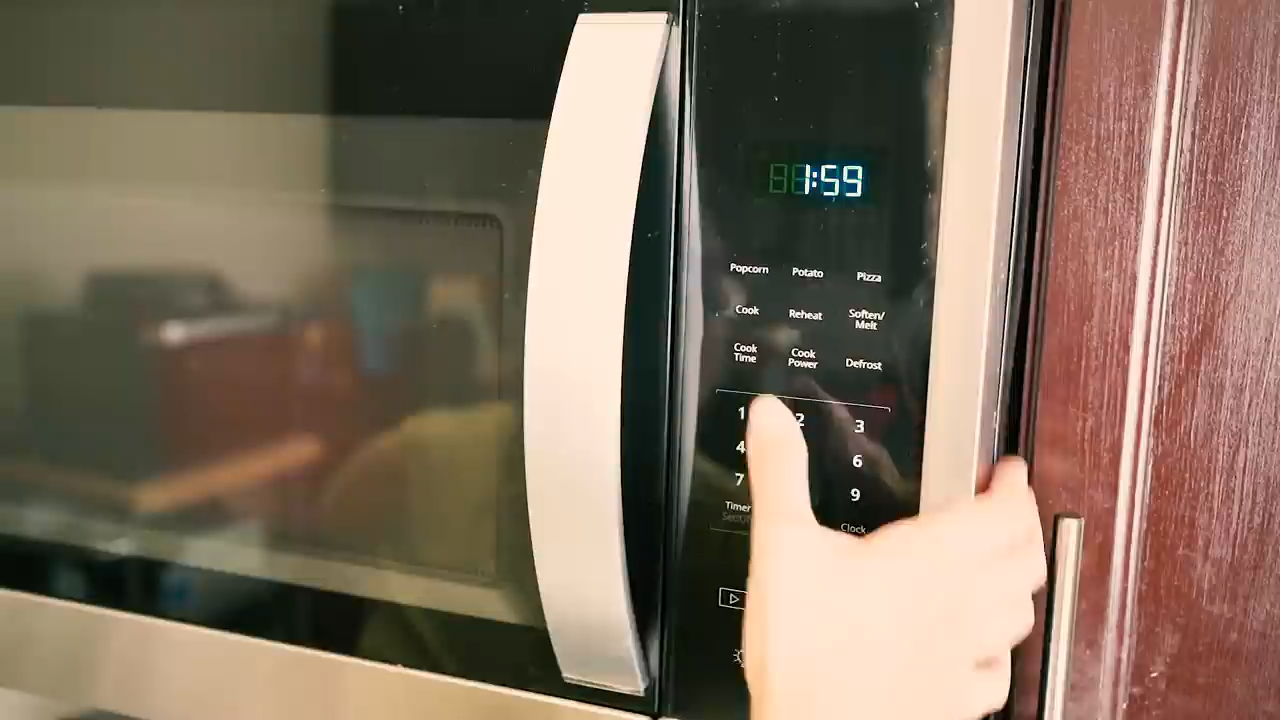 1:59
Popcorn Potato Pizza
Cook Reheat Soften/
Melt
Cook
Time Cook
Power Defrost
1 2 3
4 6
7 9
Timer Clock